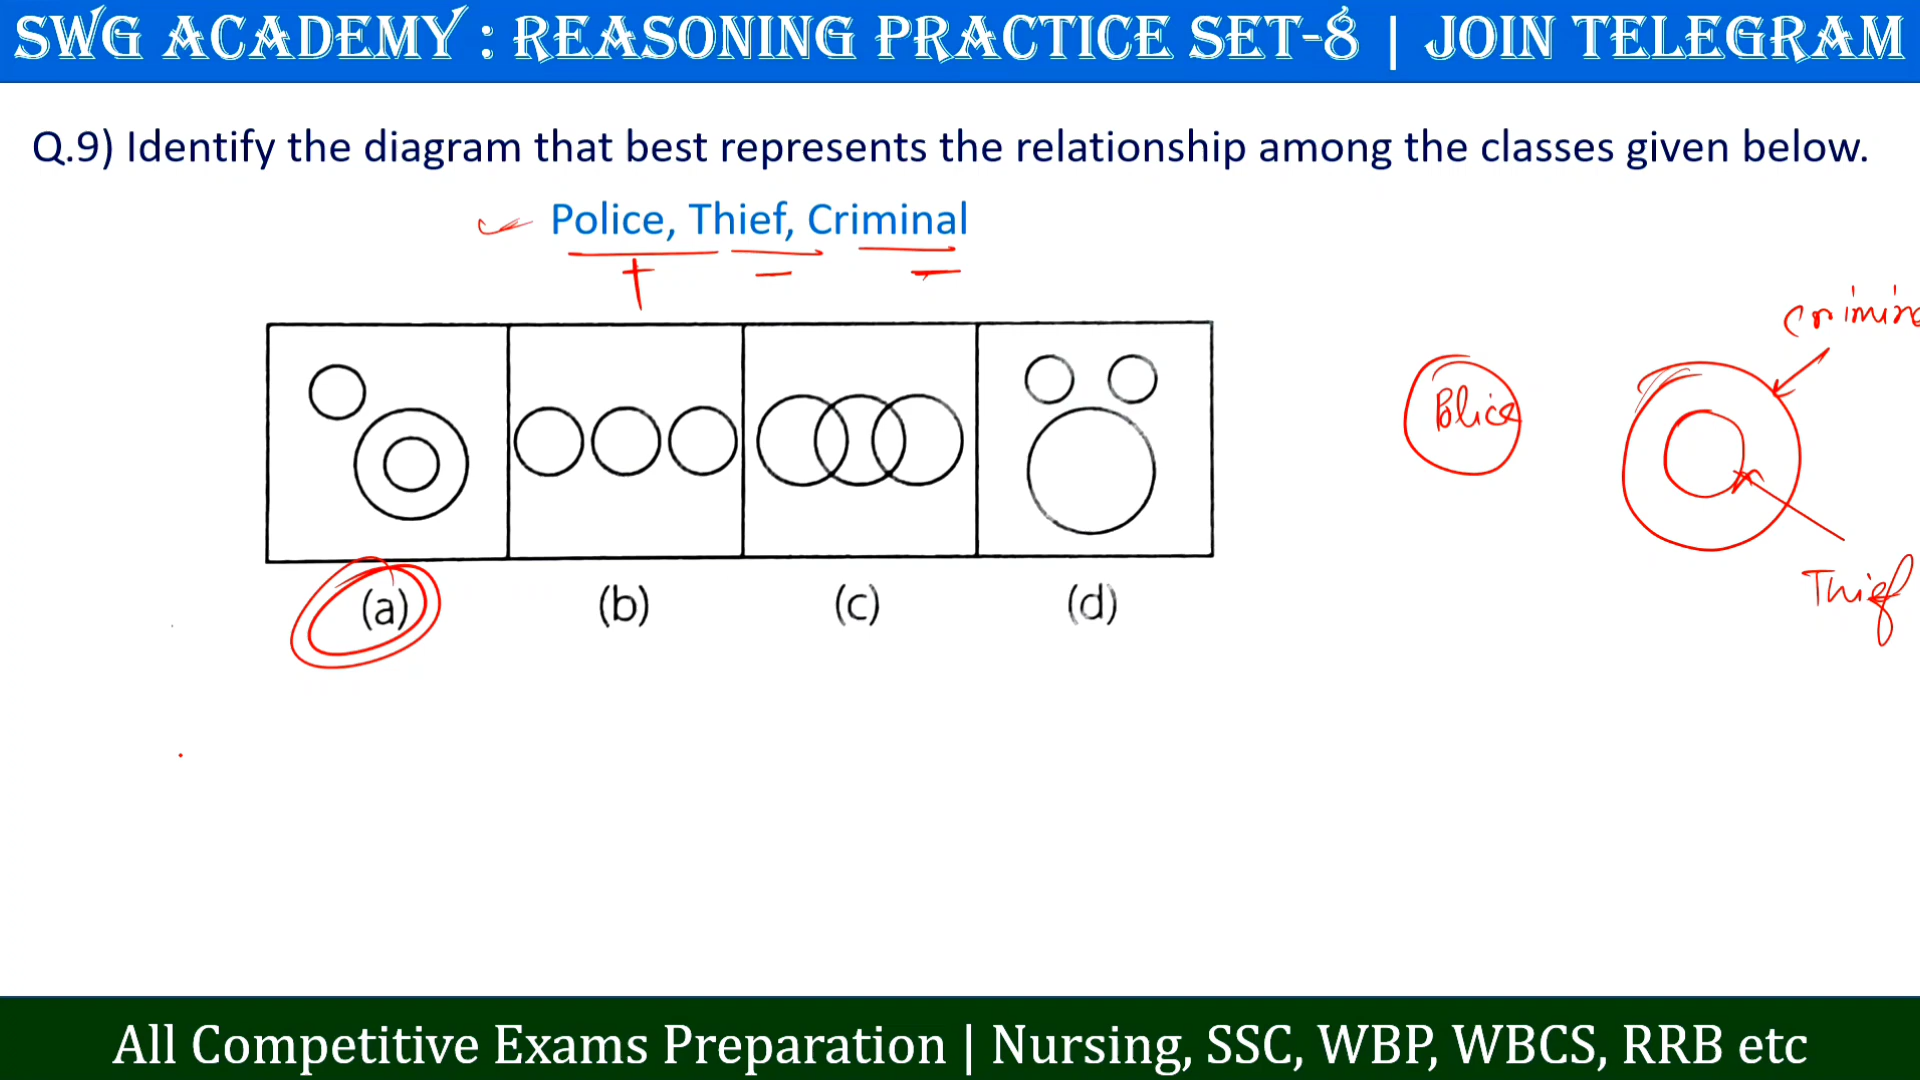 SWG ACADEMY : REASONING PRACTICE SET-8 | JOIN TELEGRAM
Q.9) Identify the diagram that best represents the relationship among the classes given below.
Police, Thief, Criminal
Police
Thief
(a) (b) (c) (d)
All Competitive Exams Preparation | Nursing, SSC, WBP, WBCS, RRB etc